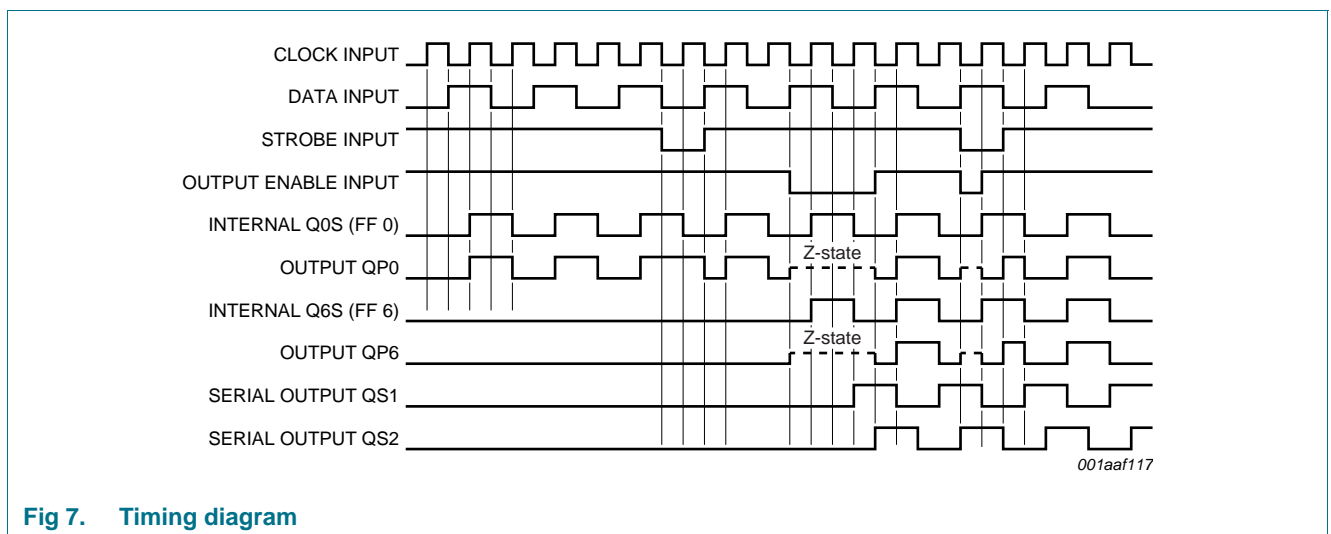 CLOCK INPUT
DATA INPUT
STROBE INPUT
OUTPUT ENABLE INPUT
INTERNAL Q0S (FF 0)
Z-state
OUTPUT QP0
INTERNAL Q6S (FF 6)
Z-state
OUTPUT QP6
SERIAL OUTPUT QS1
SERIAL OUTPUT QS2
001aaf117
Fig 7. Timing diagram